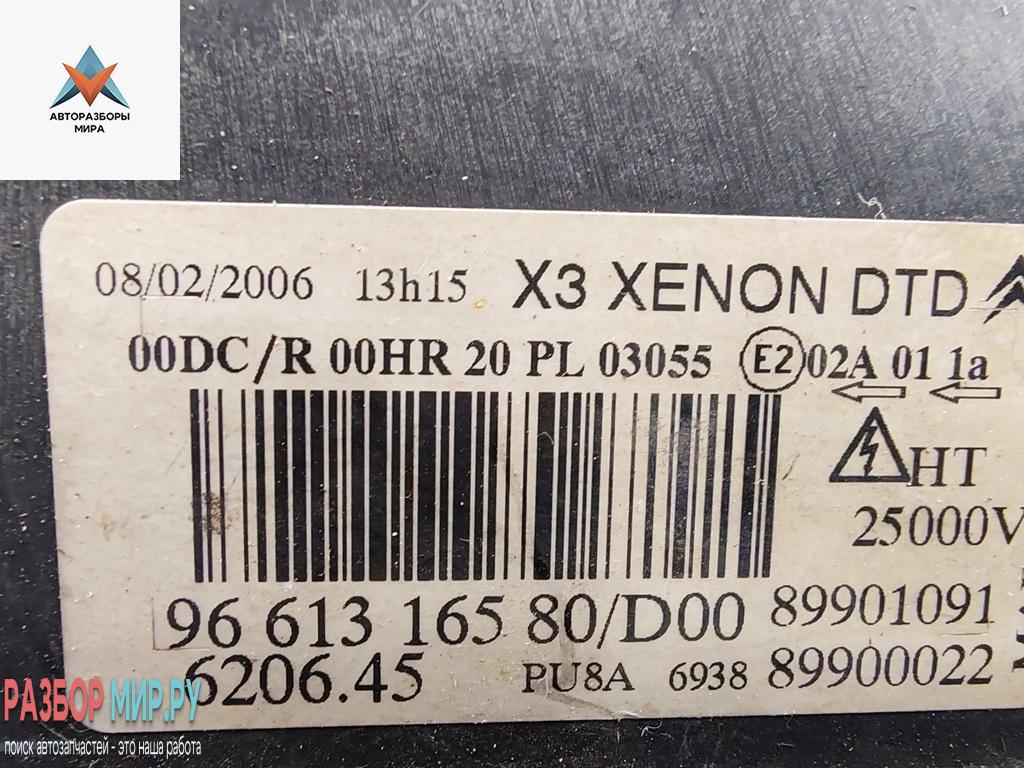 АВТОРАЗБОРЫ
МИРА
08/02/2006 13h15 X3 XENON DTD
00DC/R 00HR 20 PL 03055 E2 02A 01 1a
HT
25000V
96 613 165 80/D00 89901091
6206.45 PU8A 6938 89900022
РАЗБОР МИР.РУ
поиск автозапчастей - это наша работа